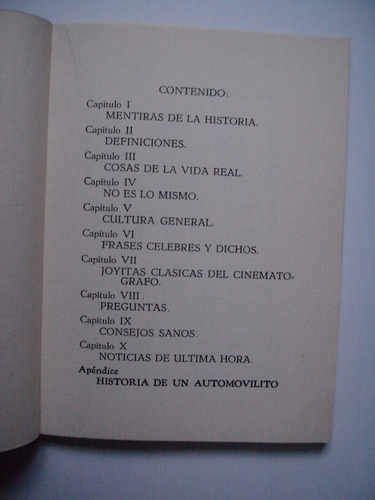 CONTENIDO:
Capítulo I
MENTIRAS DE LA HISTORIA.
Capítulo II
DEFINICIONES.
Capítulo III
COSAS DE LA VIDA REAL.
Capítulo IV
NO ES LO MISMO.
Capítulo V
CULTURA GENERAL.
Capítulo VI
FRASES CELEBRES Y DICHOS.
Capítulo VII
JOYITAS CLASICAS DEL CINEMATO-
GRAFO.
Capítulo VIII.
PREGUNTAS.
Capítulo IX
CONSEJOS SANOS.
Capítulo X
NOTICIAS DE ULTIMA HORA.
Apéndice
HISTORIA DE UN AUTOMOVILITO